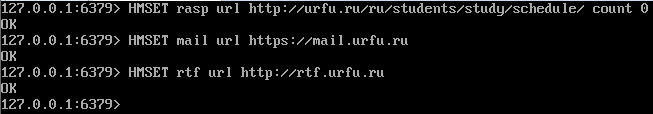 127.0.0.1:6379> HMSET rasp url http://urfu.ru/ru/students/study/schedule/ count 0
OK
127.0.0.1:6379> HMSET mail url https://mail.urfu.ru
OK
127.0.0.1:6379> HMSET rtf url http://rtf.urfu.ru
OK
127.0.0.1:6379>